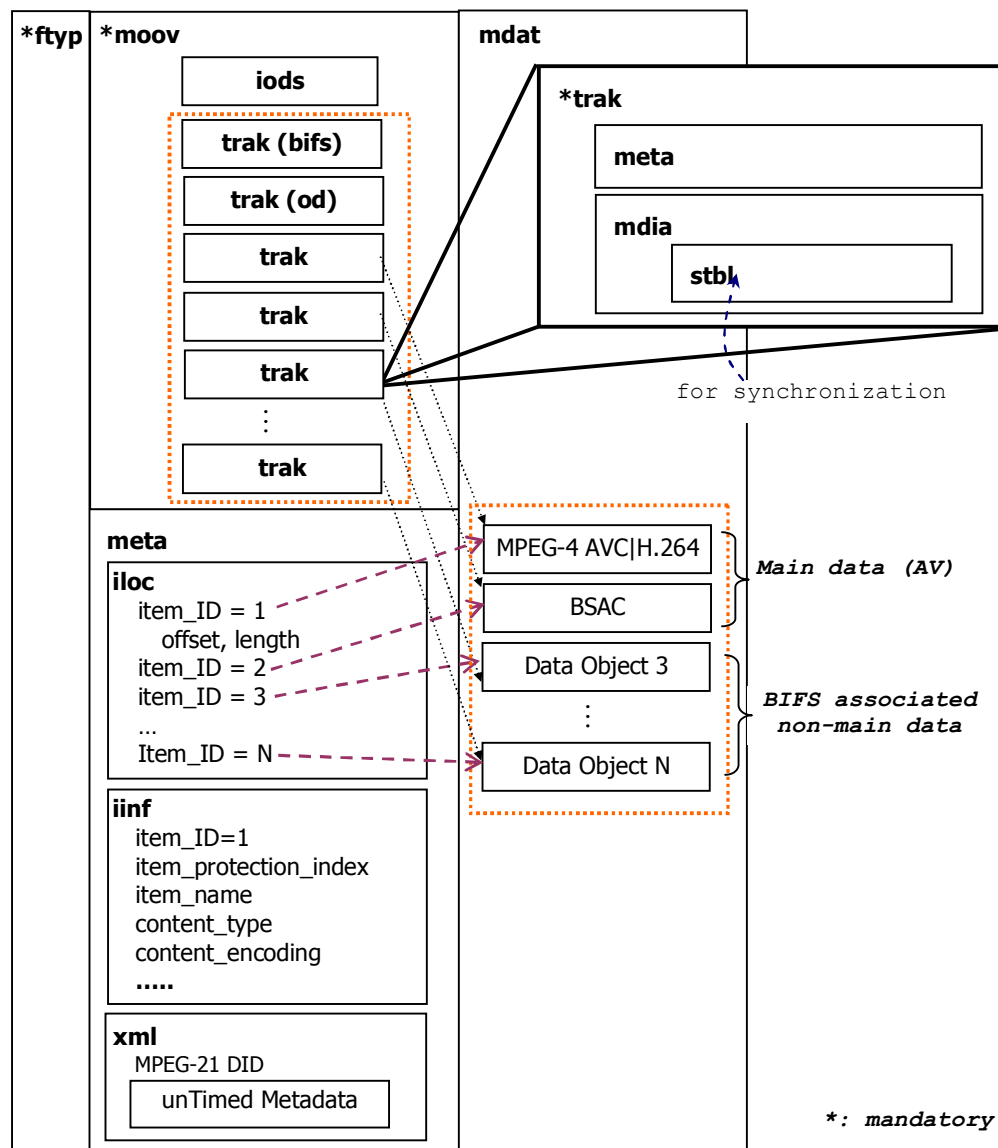 *ftyp
*moov
iods
trak (bifs)
trak (od)
trak
trak
trak
⋮
trak
mdat
*trak
meta
mdia
stbl
for synchronization
meta
iloc
item_ID = 1
offset, length
item_ID = 2
item_ID = 3
...
Item_ID = N
MPEG-4 AVC|H.264
BSAC
Data Object 3
⋮
Data Object N
Main data (AV)
BIFS associated
non-main data
iinf
item_ID=1
item_protection_index
item_name
content_type
content_encoding
.....
xml
MPEG-21 DID
unTimed Metadata
*: mandatory